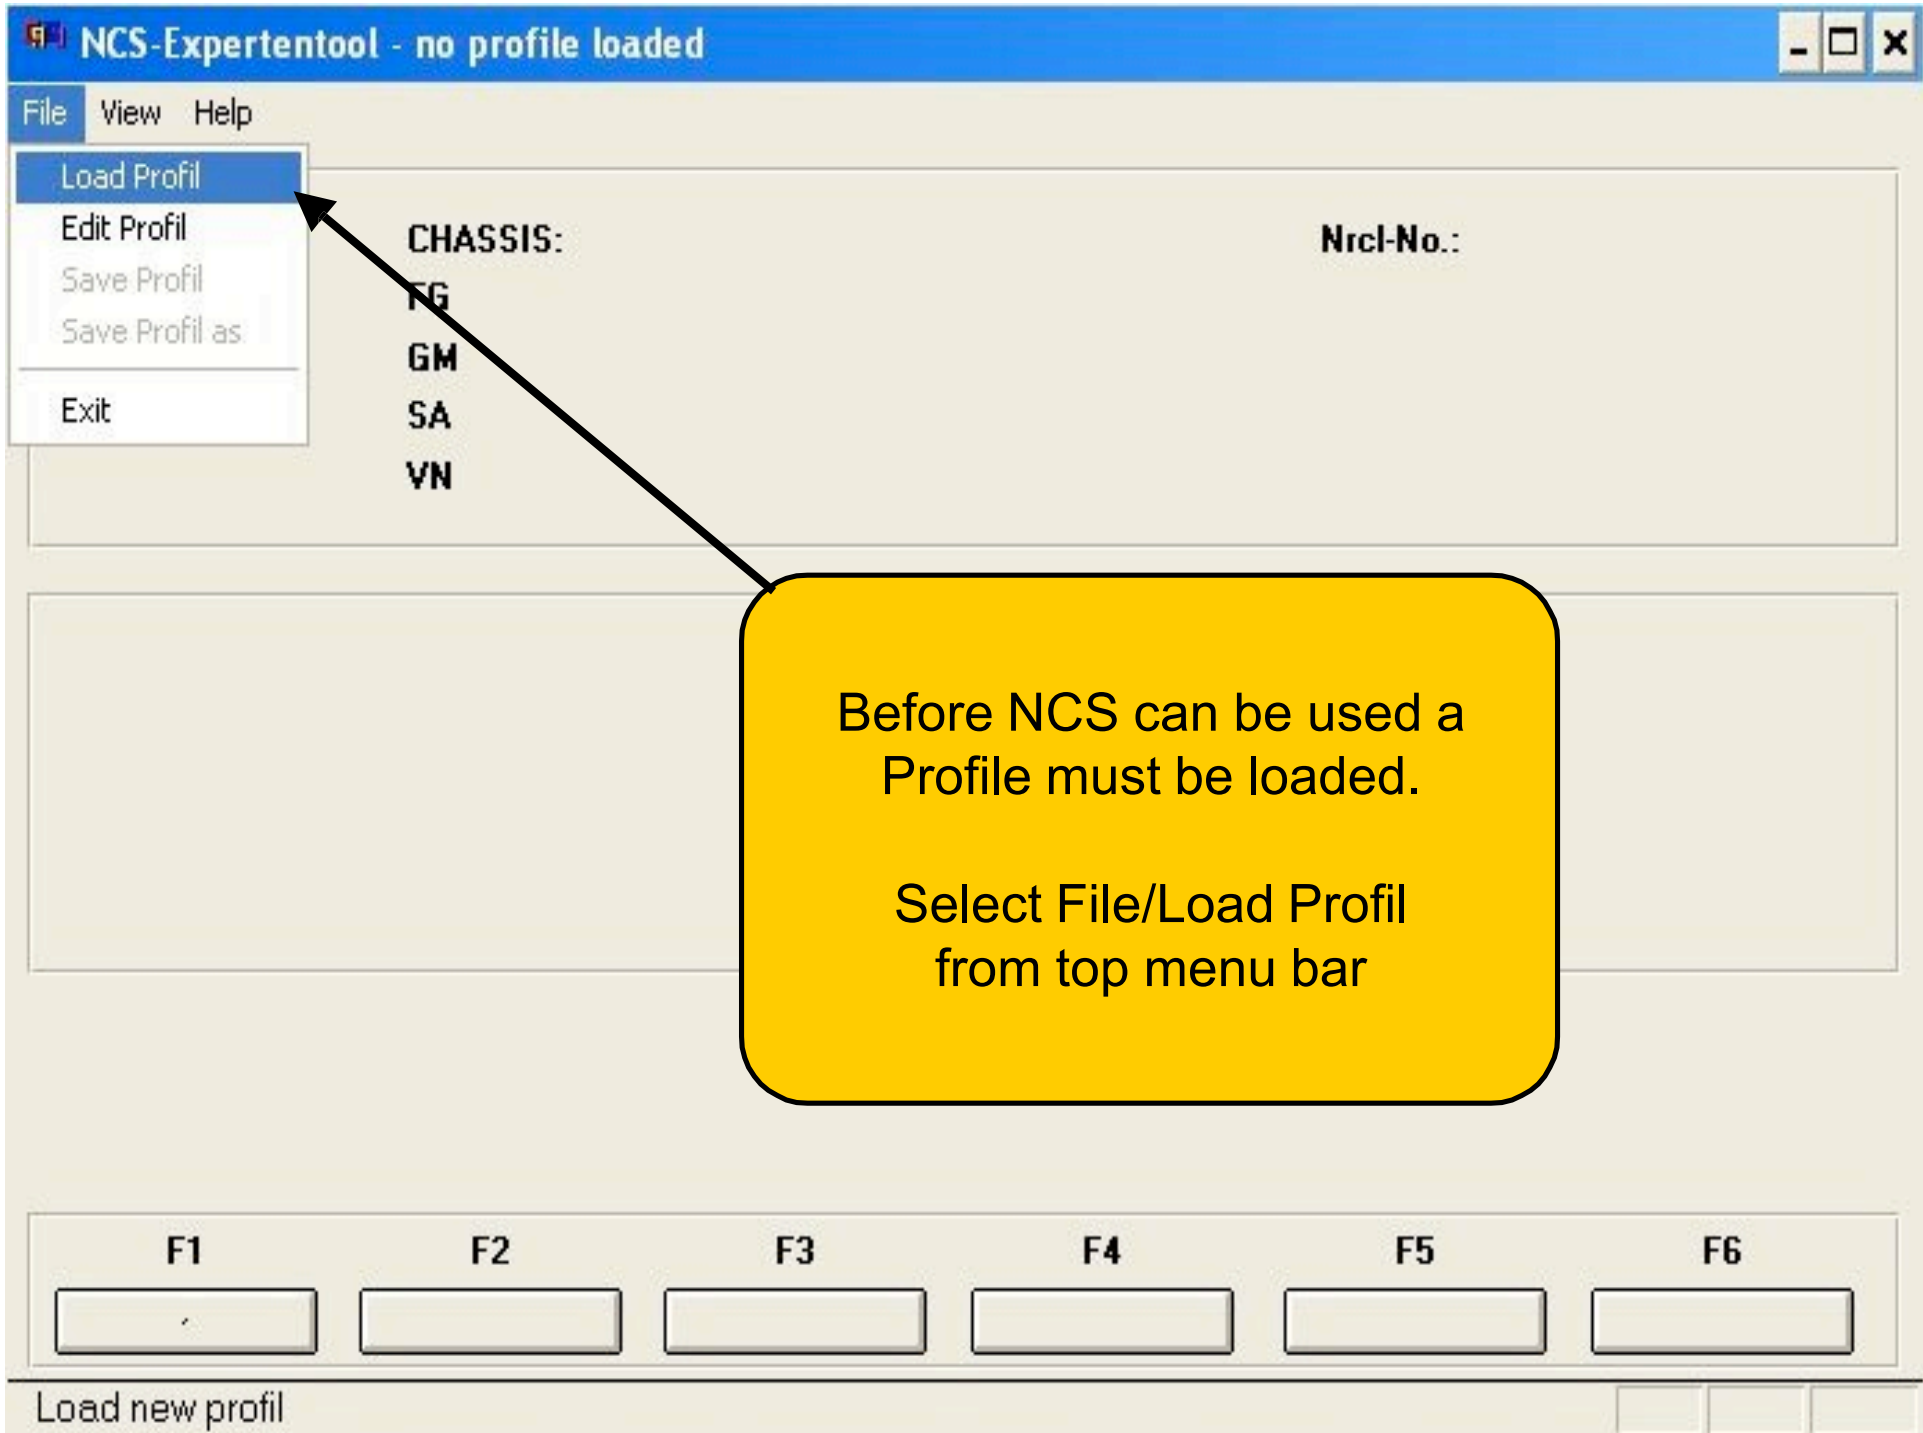 NCS-Expertentool - no profile loaded
File View Help
Load Profil
Edit Profil
Save Profil
Save Profil as
Exit
CHASSIS: Nrcl-No.:
FG
GM
SA
VN
Before NCS can be used a
Profile must be loaded.
Select File/Load Profil
from top menu bar
F1 F2 F3 F4 F5 F6
Load new profil